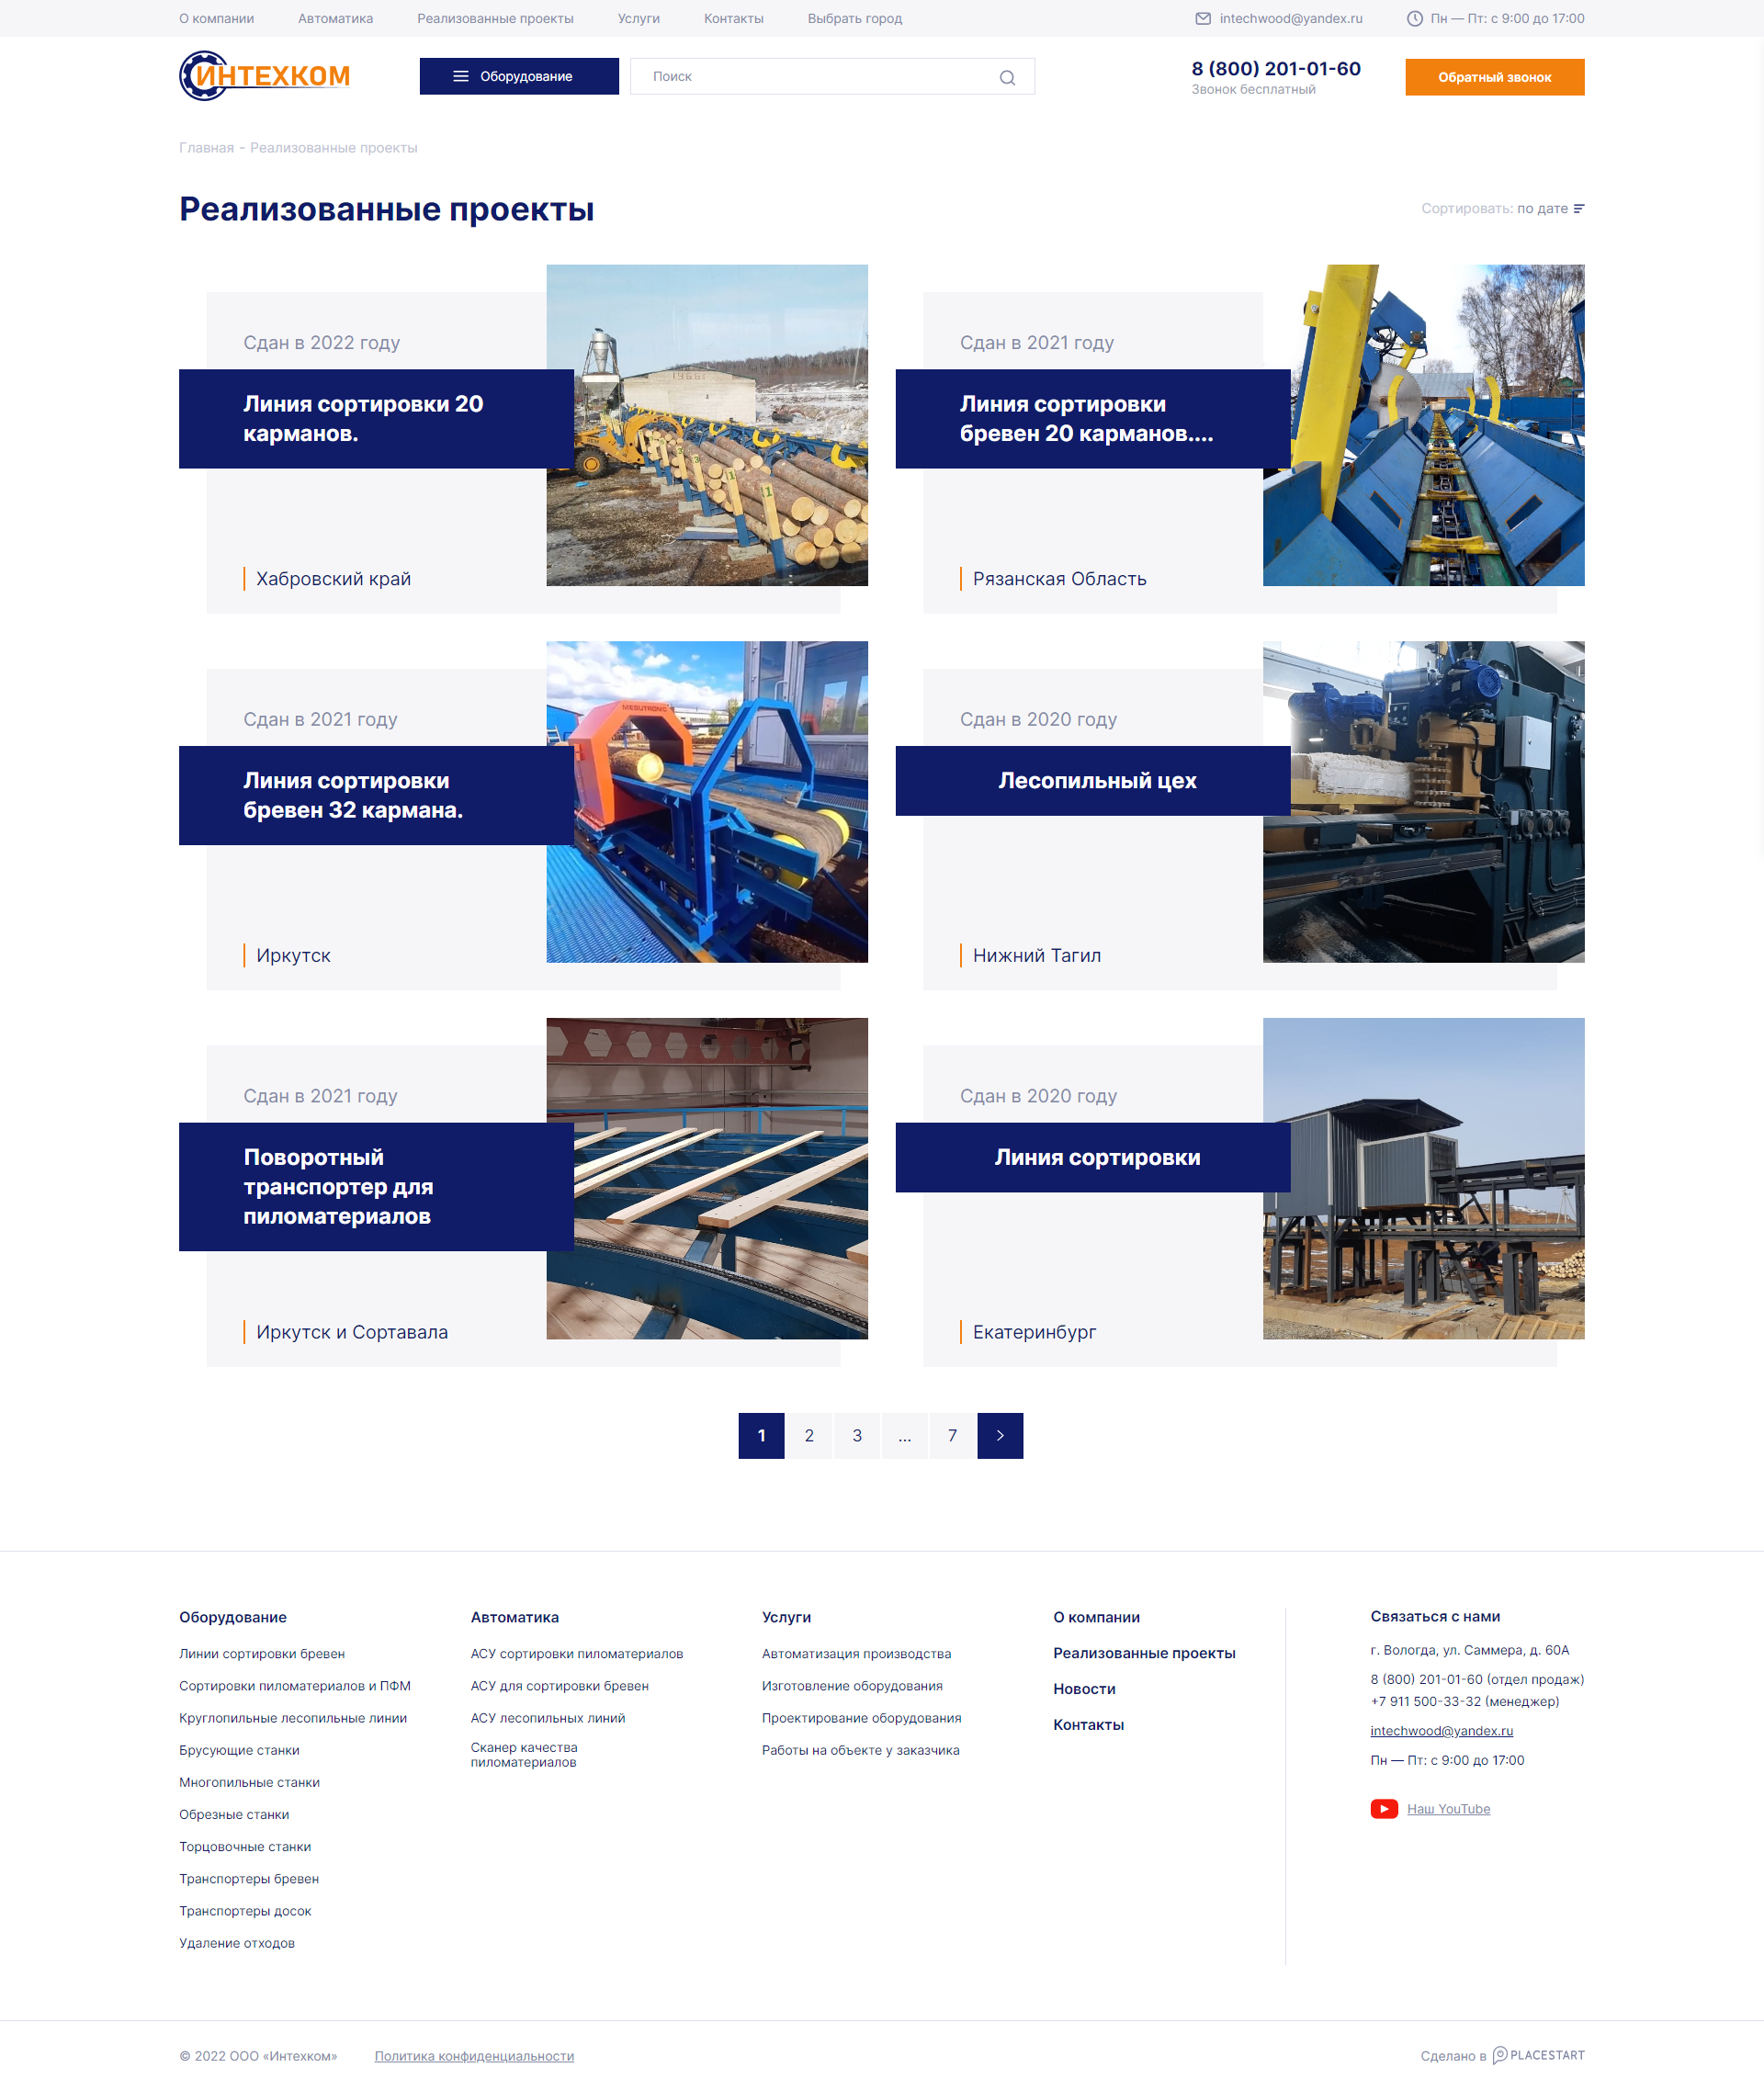 О компании
Автоматика
Реализованные проекты
Услуги
Контакты
Выбрать город
intechwood@yandex.ru
Пн — Пт: с 9:00 до 17:00
ИНТЕХКОМ
Оборудование
Поиск
8 (800) 201-01-60
Звонок бесплатный
Обратный звонок
Главная - Реализованные проекты
Реализованные проекты
Сортировать: по дате
Сдан в 2022 году
Линия сортировки 20
карманов.
Хабровский край
Сдан в 2021 году
Линия сортировки
бревен 20 карманов....
Рязанская Область
Сдан в 2021 году
Линия сортировки
бревен 32 кармана.
MESUTRONIC
Иркутск
Сдан в 2020 году
Лесопильный цех
Нижний Тагил
Сдан в 2021 году
Поворотный
транспортер для
пиломатериалов
Иркутск и Сортавала
Сдан в 2020 году
Линия сортировки
Екатеринбург
1
2
3
...
7
Оборудование
Линии сортировки бревен
Сортировки пиломатериалов и ПФМ
Круглопильные лесопильные линии
Брусующие станки
Многопильные станки
Обрезные станки
Торцовочные станки
Транспортеры бревен
Транспортеры досок
Удаление отходов
Автоматика
АСУ сортировки пиломатериалов
АСУ для сортировки бревен
АСУ лесопильных линий
Сканер качества
пиломатериалов
Услуги
Автоматизация производства
Изготовление оборудования
Проектирование оборудования
Работы на объекте у заказчика
О компании
Реализованные проекты
Новости
Контакты
Связаться с нами
г. Вологда, ул. Саммера, д. 60А
8 (800) 201-01-60 (отдел продаж)
+7 911 500-33-32 (менеджер)
intechwood@yandex.ru
Пн — Пт: с 9:00 до 17:00
Наш YouTube
© 2022 ООО «Интехком»
Политика конфиденциальности
Сделано в PLACESTART